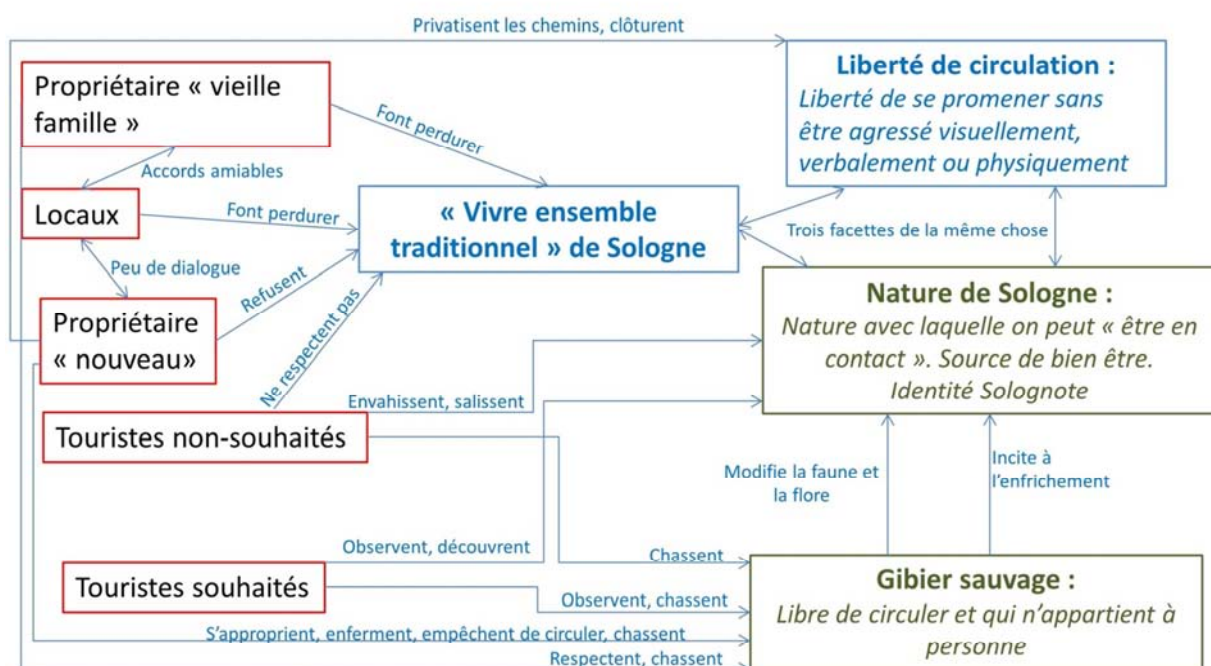 Privatisent les chemins, clôturent
Propriétaire « vieille
famille »
Liberté de circulation :
Liberté de se promener sans
être agressé visuellement,
verbalement ou physiquement
Font perdurer
Accords amiables
Locaux
Font perdurer
« Vivre ensemble
traditionnel » de Sologne
Trois facettes de la même chose
Peu de dialogue
Refusent
Propriétaire
« nouveau»
Ne respectent pas
Nature de Sologne :
Nature avec laquelle on peut « être en
contact ». Source de bien être.
Identité Solognote
Envahissent, salissent
Touristes non-souhaités
Modifie la faune et
la flore
Incite à
l'enfrichement
Observent, découvrent
Chassent
Touristes souhaités
Observent, chassent
Gibier sauvage :
Libre de circuler et qui n'appartient à
personne
S'approprient, enferment, empêchent de circuler, chassent
Respectent, chassent